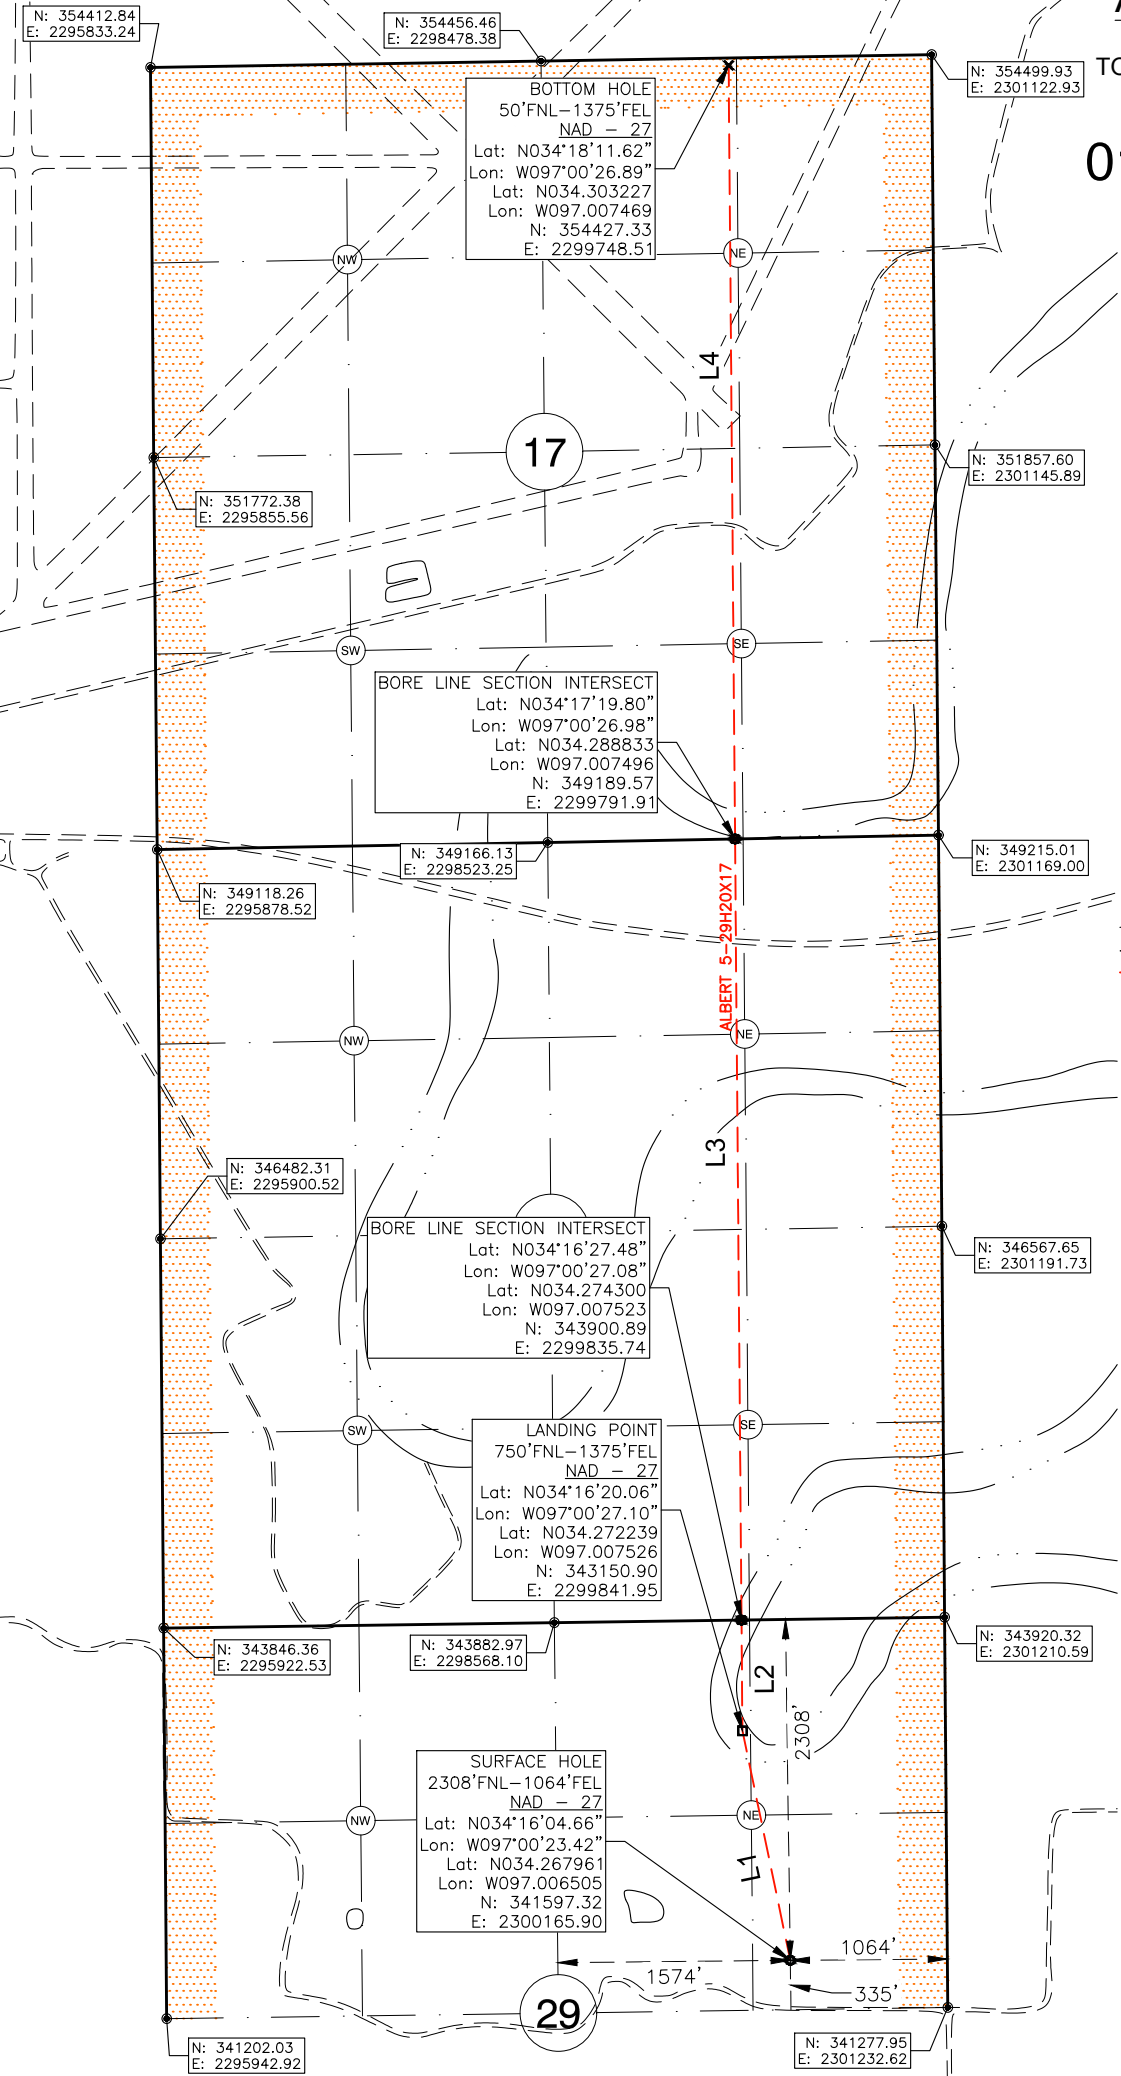 N: 354412.84
E: 2295833.24
N: 354456.46
E: 2298478.38
N: 354499.93
E: 2301122.93
TO
BOTTOM HOLE
50'FNL-1375'FEL
NAD - 27
Lat: N034°18'11.62"
Lon: W097°00'26.89"
Lat: N034.303227
Lon: W097.007469
N: 354427.33
E: 2299748.51
NW
NE
L4
17
N: 351772.38
E: 2295855.56
N: 351857.60
E: 2301145.89
SW
SE
BORE LINE SECTION INTERSECT
Lat: N034°17'19.80"
Lon: W097°00'26.98"
Lat: N034.288833
Lon: W097.007496
N: 349189.57
E: 2299791.91
N: 349166.13
E: 2298523.25
N: 349215.01
E: 2301169.00
N: 349118.26
E: 2295878.52
ALBERT 5-29H20X17
NW
NE
L3
N: 346482.31
E: 2295900.52
N: 346567.65
E: 2301191.73
BORE LINE SECTION INTERSECT
Lat: N034°16'27.48"
Lon: W097°00'27.08"
Lat: N034.274300
Lon: W097.007523
N: 343900.89
E: 2299835.74
SW
SE
LANDING POINT
750'FNL-1375'FEL
NAD - 27
Lat: N034°16'20.06"
Lon: W097°00'27.10"
Lat: N034.272239
Lon: W097.007526
N: 343150.90
E: 2299841.95
N: 343846.36
E: 2295922.53
N: 343882.97
E: 2298568.10
N: 343920.32
E: 2301210.59
L2
2308'
SURFACE HOLE
2308'FNL-1064'FEL
NAD - 27
Lat: N034°16'04.66"
Lon: W097°00'23.42"
Lat: N034.267961
Lon: W097.006505
N: 341597.32
E: 2300165.90
NW
NE
L1
1064'
1574'
335'
29
N: 341202.03
E: 2295942.92
N: 341277.95
E: 2301232.62